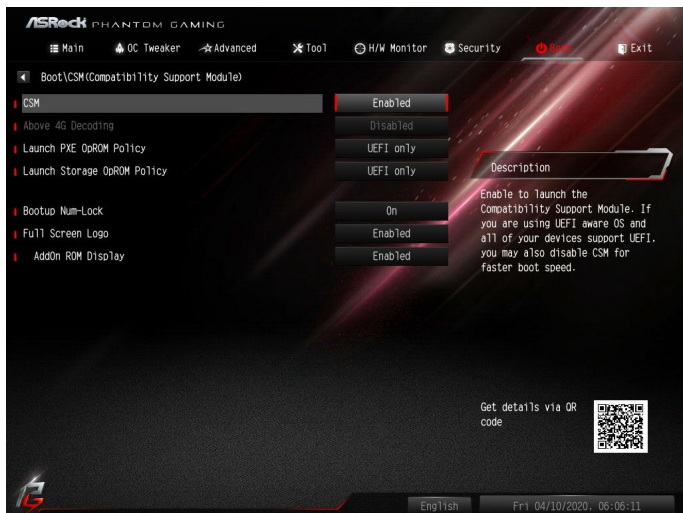 ASRock PHANTOM GAMING
Main OC Tweaker Advanced Tool H/W Monitor Security Boot Exit
Boot\CSM(Compatibility Support Module)
CSM Enabled
Above 4G Decoding Disabled
Launch PXE OpROM Policy UEFI only
Launch Storage OpROM Policy UEFI only
Bootup Num-Lock On
Full Screen Logo Enabled
AddOn ROM Display Enabled
Description
Enable to launch the
Compatibility Support Module. If
you are using UEFI aware OS and
all of your devices support UEFI,
you may also disable CSM for
faster boot speed.
Get details via QR
code
English Fri 04/10/2020, 06:06:11